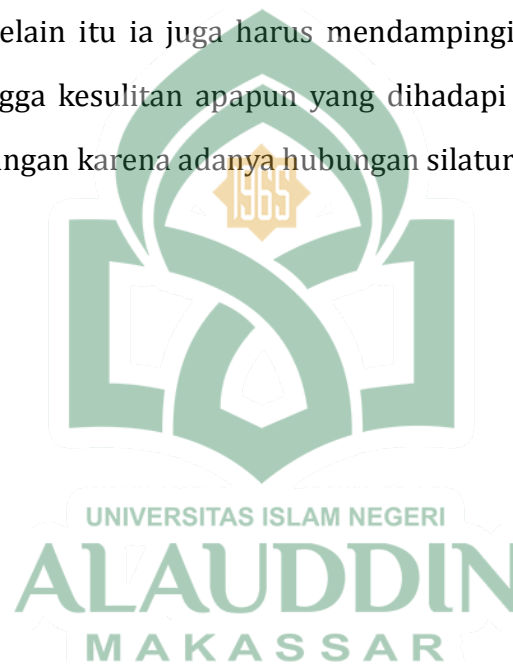 elain itu ia juga harus mendampingi
gga kesulitan apapun yang dihadapi
ngan karena adanya hubungan silatur
1965
UNIVERSITAS ISLAM NEGERI
ALAUDDIN
MAKASSAR